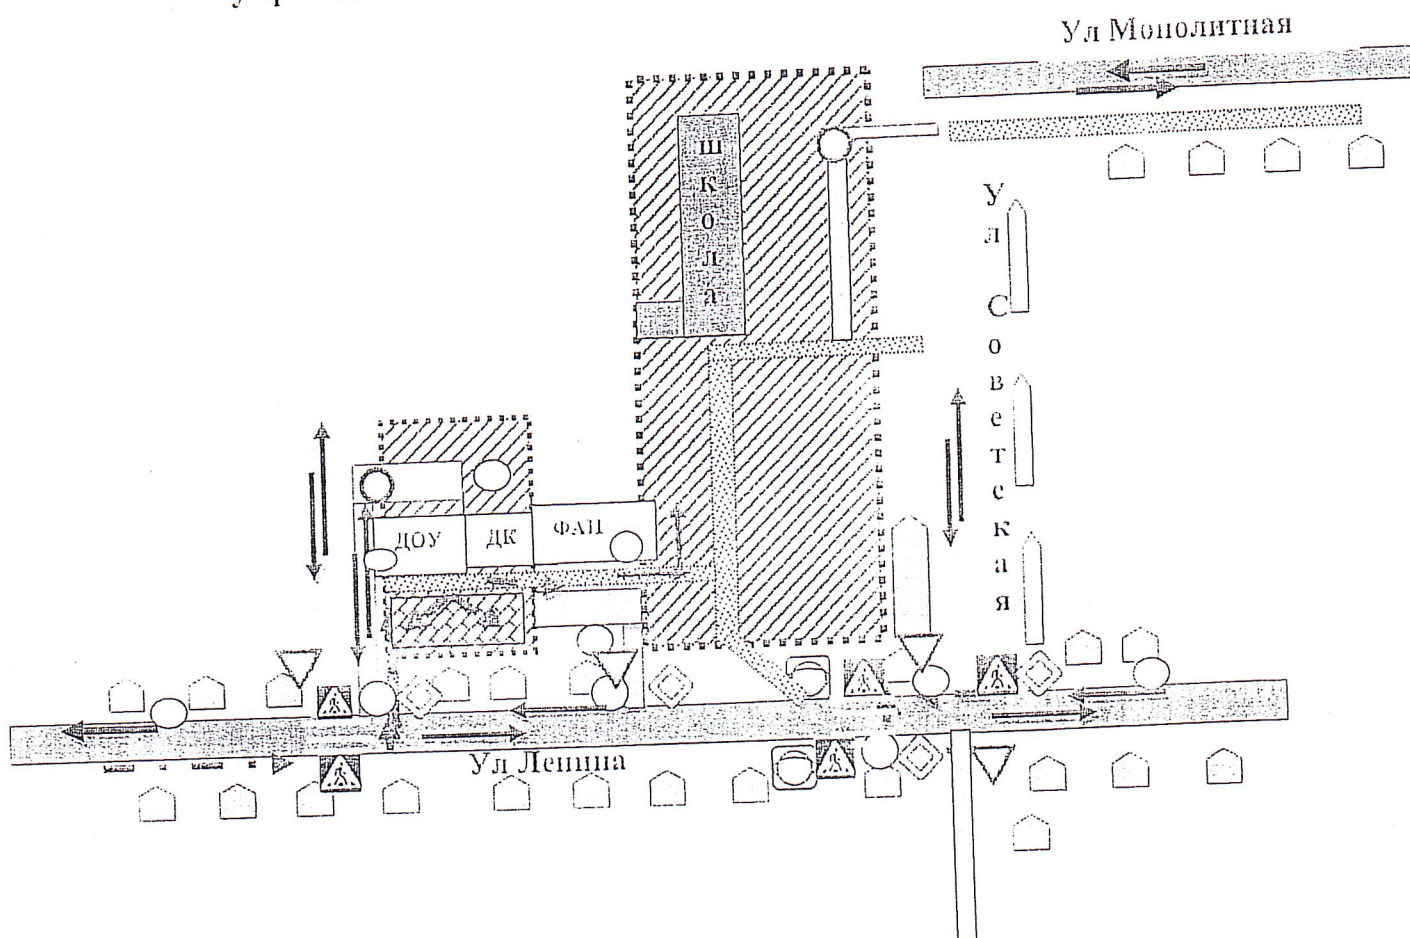 Ул Монолитная
школа
Ул Советская
ДОУ
ДК
ФАП
Ул Ленина